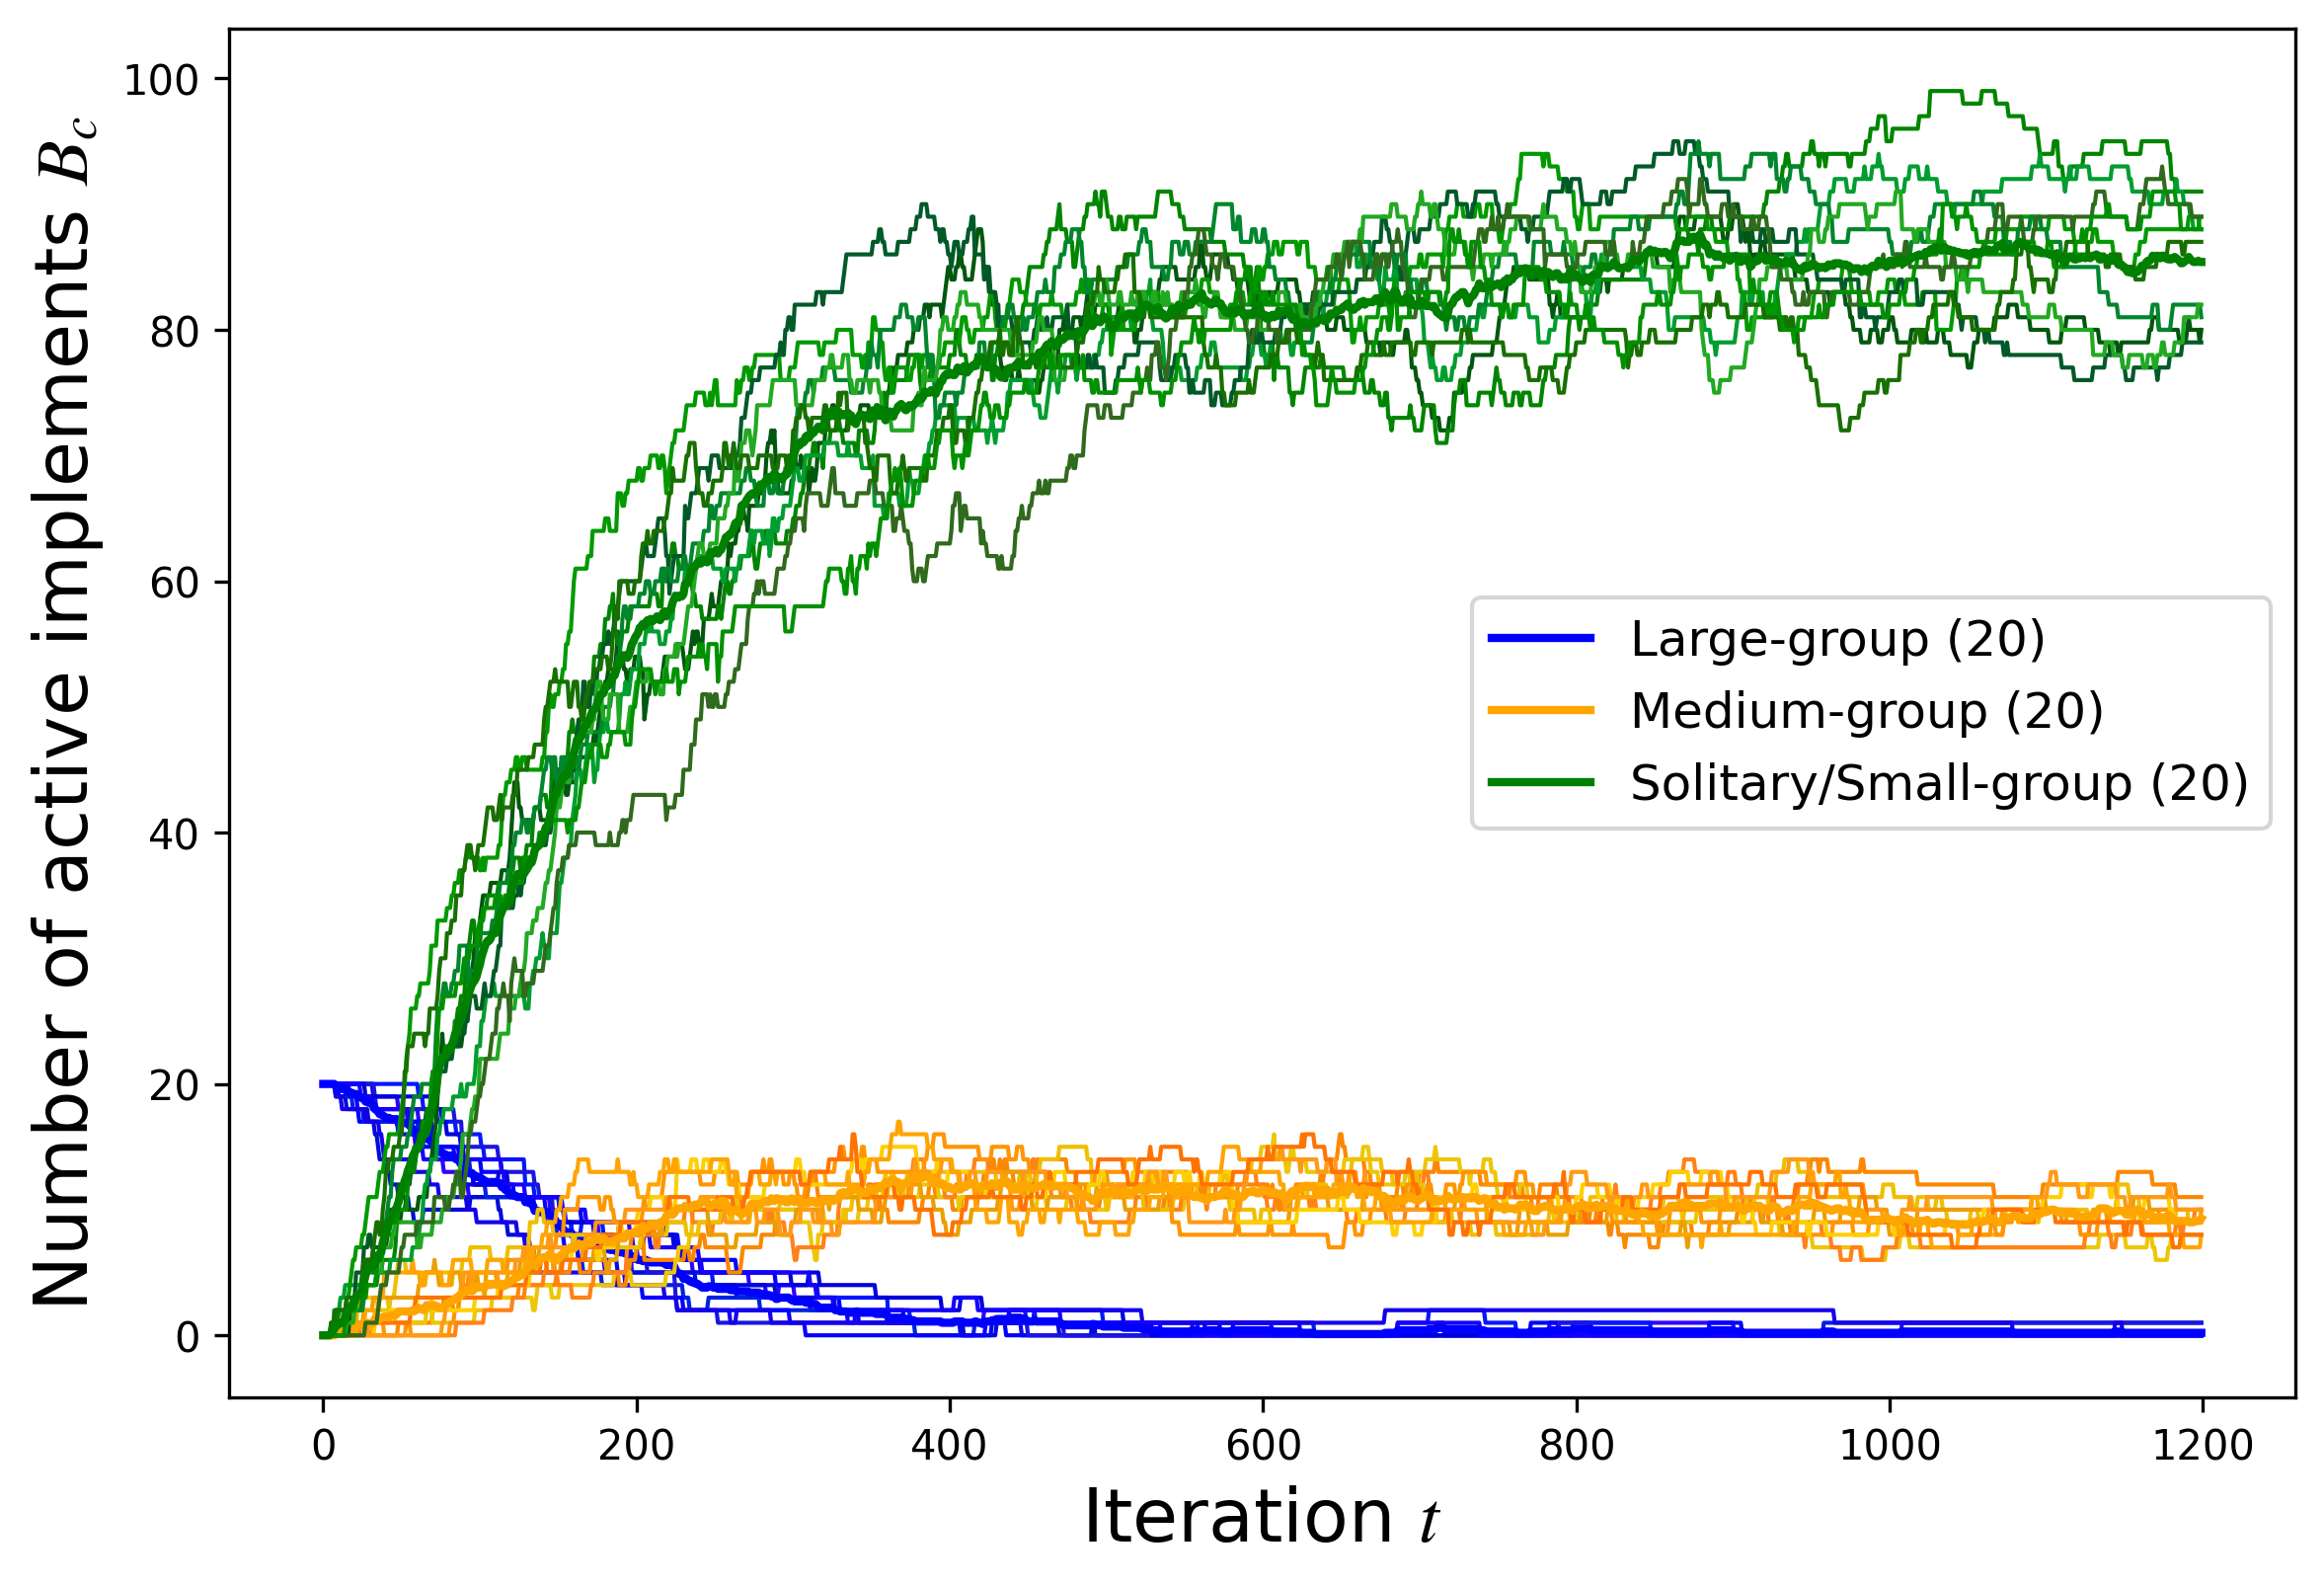 Number of active implements B_c
100
80
60
40
20
0
Large-group (20)
Medium-group (20)
Solitary/Small-group (20)
0 200 400 600 800 1000 1200
Iteration t